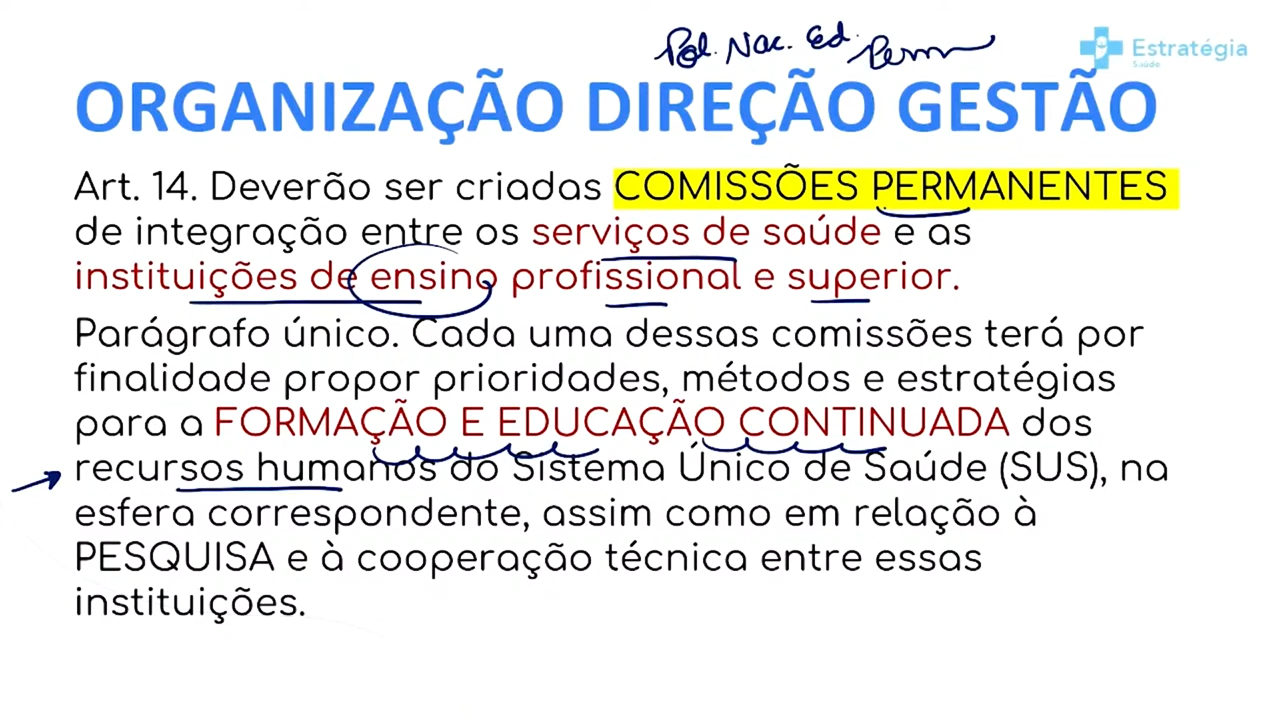 Pol. Nac. Ed. Perm
Estratégia
Saúde
ORGANIZAÇÃO DIREÇÃO GESTÃO
Art. 14. Deverão ser criadas COMISSÕES PERMANENTES
de integração entre os serviços de saúde e as
instituições de ensino profissional e superior.
Parágrafo único. Cada uma dessas comissões terá por
finalidade propor prioridades, métodos e estratégias
para a FORMAÇÃO E EDUCAÇÃO CONTINUADA dos
recursos humanos do Sistema Único de Saúde (SUS), na
esfera correspondente, assim como em relação à
PESQUISA e à cooperação técnica entre essas
instituições.